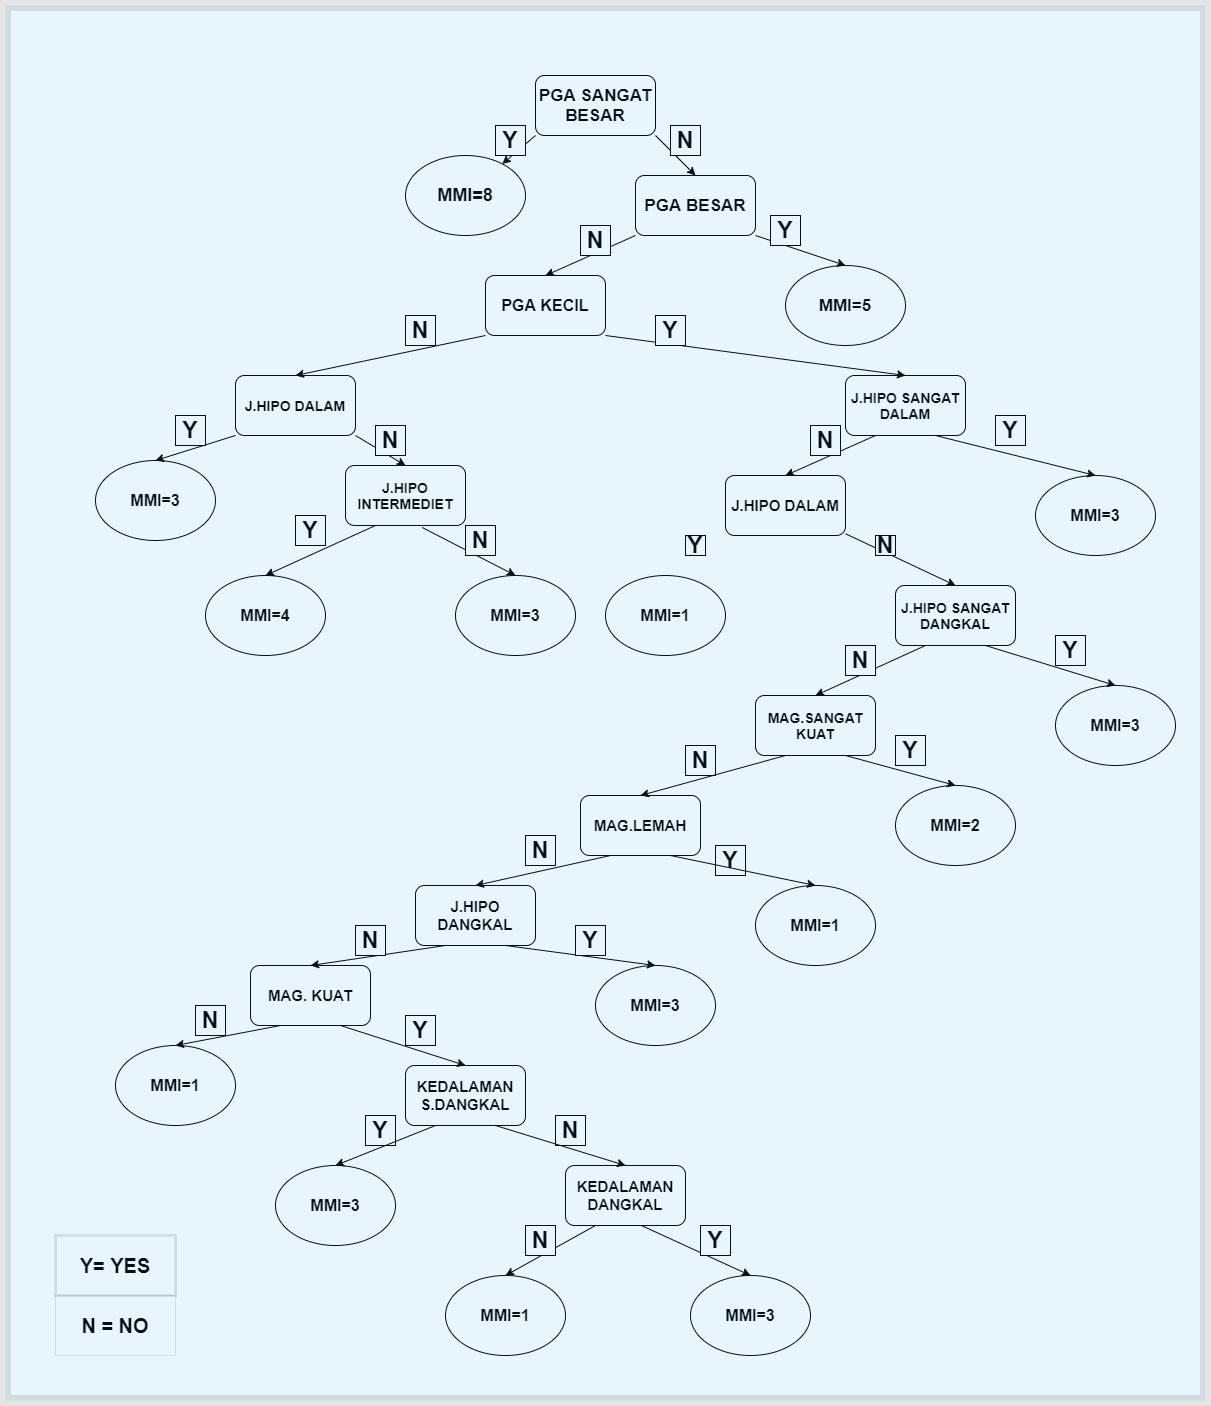 PGA SANGAT
BESAR
Y
N
MMI=8
PGA BESAR
N
Y
PGA KECIL
MMI=5
N
Y
J.HIPO DALAM
J.HIPO SANGAT
DALAM
Y
N
N
Y
MMI=3
J.HIPO
INTERMEDIET
J.HIPO DALAM
MMI=3
Y
N
Y
N
MMI=4
MMI=3
MMI=1
J.HIPO SANGAT
DANGKAL
N
Y
MAG.SANGAT
KUAT
MMI=3
N
Y
MAG.LEMAH
MMI=2
N
Y
J.HIPO
DANGKAL
MMI=1
N
Y
MAG. KUAT
MMI=3
N
Y
MMI=1
KEDALAMAN
S.DANGKAL
Y
N
MMI=3
KEDALAMAN
DANGKAL
N
Y
MMI=1
MMI=3
Y= YES
N = NO